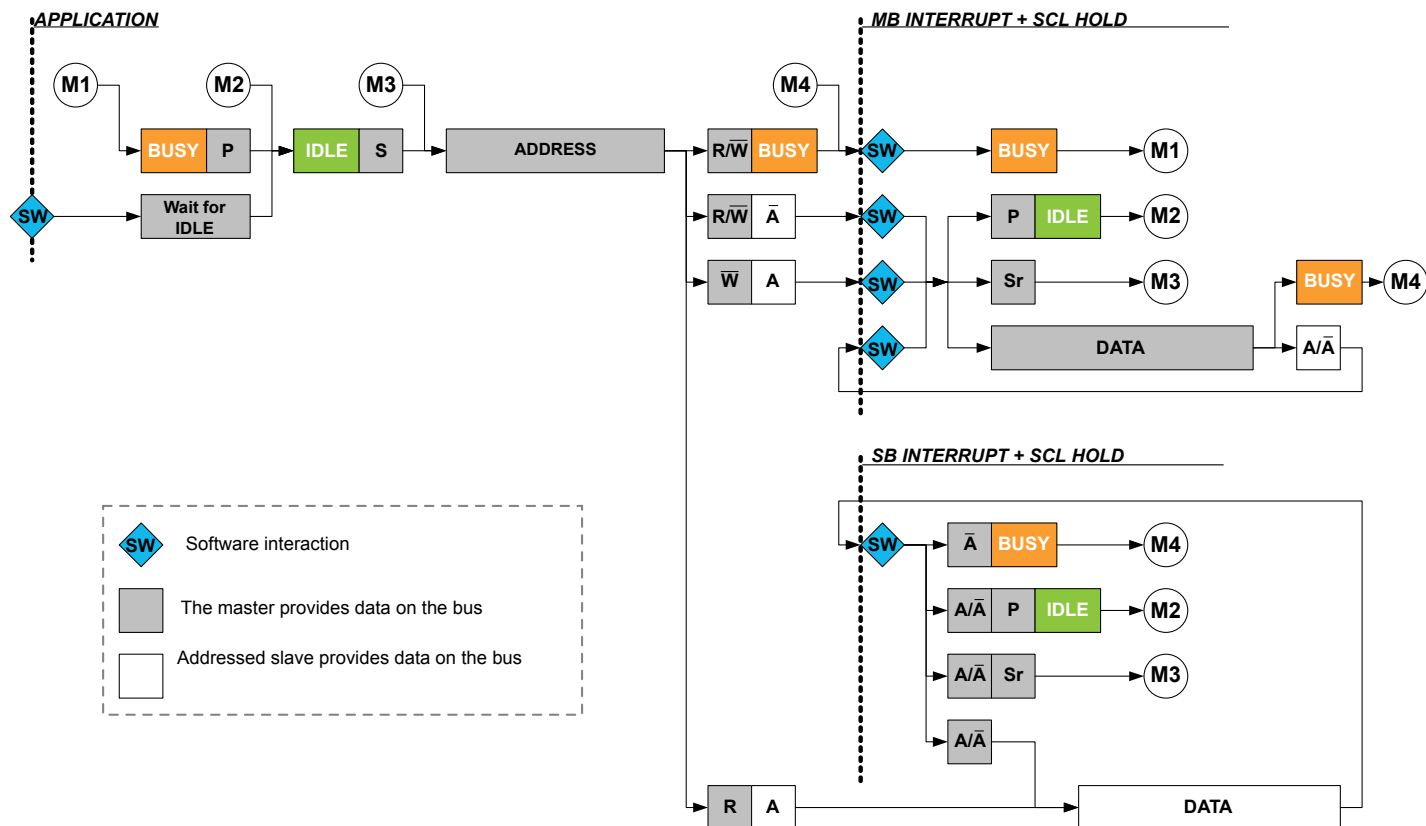 APPLICATION
MB INTERRUPT + SCL HOLD
M1
M2
M3
M4
BUSY P
IDLE S
ADDRESS
R/W̅ BUSY
SW
BUSY
M1
SW
Wait for
IDLE
R/W̅ A̅
SW
P IDLE
M2
W̅ A
SW
Sr
M3
BUSY
M4
SW
DATA
A/A̅
SB INTERRUPT + SCL HOLD
SW
A̅ BUSY
M4
A/A̅ P IDLE
M2
A/A̅ Sr
M3
A/A̅
R A
DATA
SW
Software interaction
The master provides data on the bus
Addressed slave provides data on the bus